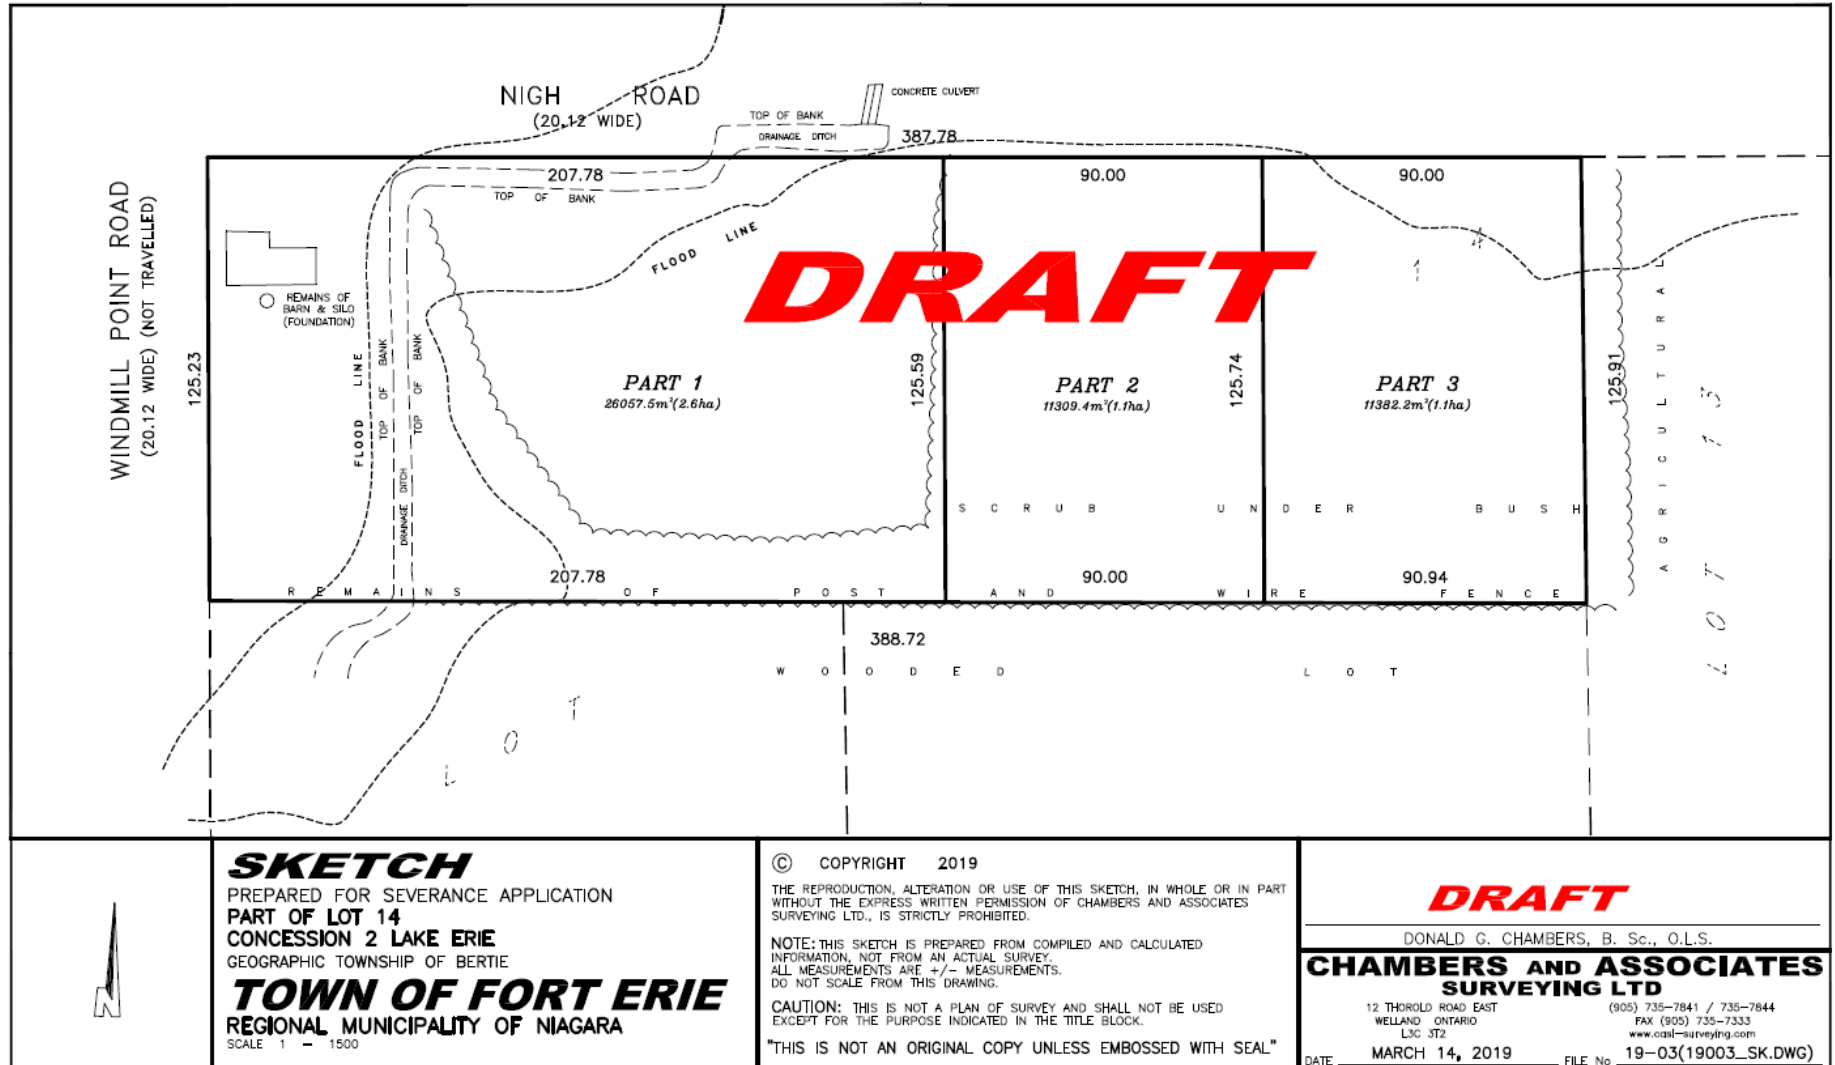 NIGH ROAD
(20.12 WIDE)
CONCRETE CULVERT
TOP OF BANK
DRAINAGE DITCH
387.78
207.78
90.00
90.00
TOP OF BANK
WINDMILL POINT ROAD
(20.12 WIDE) (NOT TRAVELLED)
FLOOD LINE
DRAFT
1 4
REMAINS OF
BARN & SILO
(FOUNDATION)
125.23
FLOOD LINE
TOP OF BANK
TOP OF BANK
DRAINAGE DITCH
PART 1
26057.5m²(2.6ha)
125.59
PART 2
11309.4m²(1.1ha)
125.74
PART 3
11382.2m²(1.1ha)
125.91
AGRICULTURAL
LOT 13
SCRUB UNDER BUSH
207.78
90.00
90.94
REMAINS OF POST AND WIRE FENCE
388.72
WOODED LOT
LOT
N
SKETCH
PREPARED FOR SEVERANCE APPLICATION
PART OF LOT 14
CONCESSION 2 LAKE ERIE
GEOGRAPHIC TOWNSHIP OF BERTIE
TOWN OF FORT ERIE
REGIONAL MUNICIPALITY OF NIAGARA
SCALE 1 – 1500
© COPYRIGHT 2019
THE REPRODUCTION, ALTERATION OR USE OF THIS SKETCH, IN WHOLE OR IN PART
WITHOUT THE EXPRESS WRITTEN PERMISSION OF CHAMBERS AND ASSOCIATES
SURVEYING LTD., IS STRICTLY PROHIBITED.
NOTE: THIS SKETCH IS PREPARED FROM COMPILED AND CALCULATED
INFORMATION, NOT FROM AN ACTUAL SURVEY.
ALL MEASUREMENTS ARE +/- MEASUREMENTS.
DO NOT SCALE FROM THIS DRAWING.
CAUTION: THIS IS NOT A PLAN OF SURVEY AND SHALL NOT BE USED
EXCEPT FOR THE PURPOSE INDICATED IN THE TITLE BLOCK.
"THIS IS NOT AN ORIGINAL COPY UNLESS EMBOSSED WITH SEAL"
DRAFT
DONALD G. CHAMBERS, B. Sc., O.L.S.
CHAMBERS AND ASSOCIATES
SURVEYING LTD
12 THOROLD ROAD EAST
WELLAND ONTARIO
L3C 3T2
(905) 735-7841 / 735-7844
FAX (905) 735-7333
www.casl-surveying.com
DATE MARCH 14, 2019
FILE No 19-03(19003_SK.DWG)